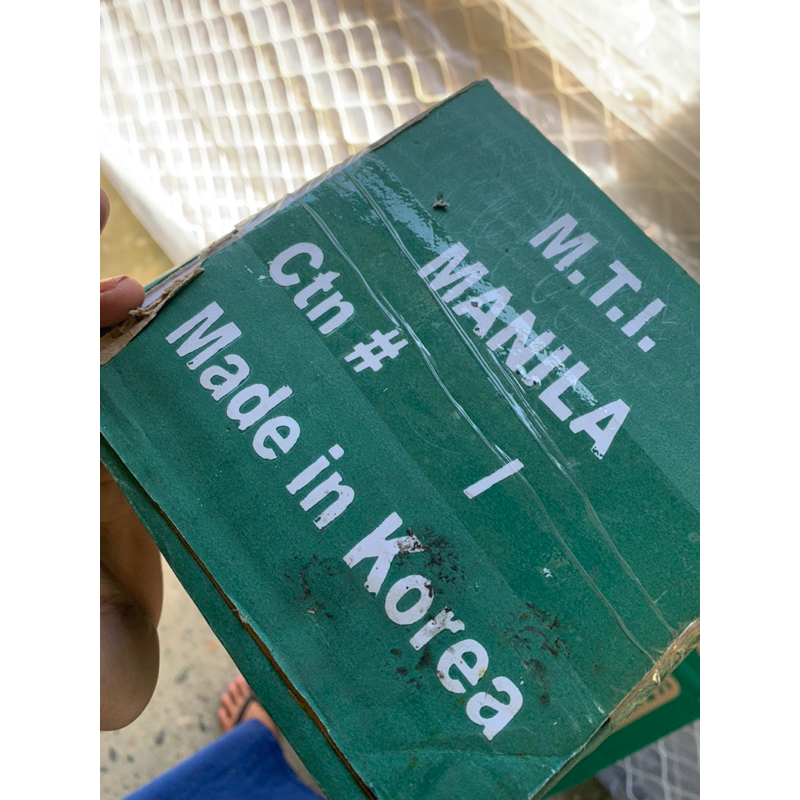 M.T.I.
MANILA
Ctn # /
Made in Korea